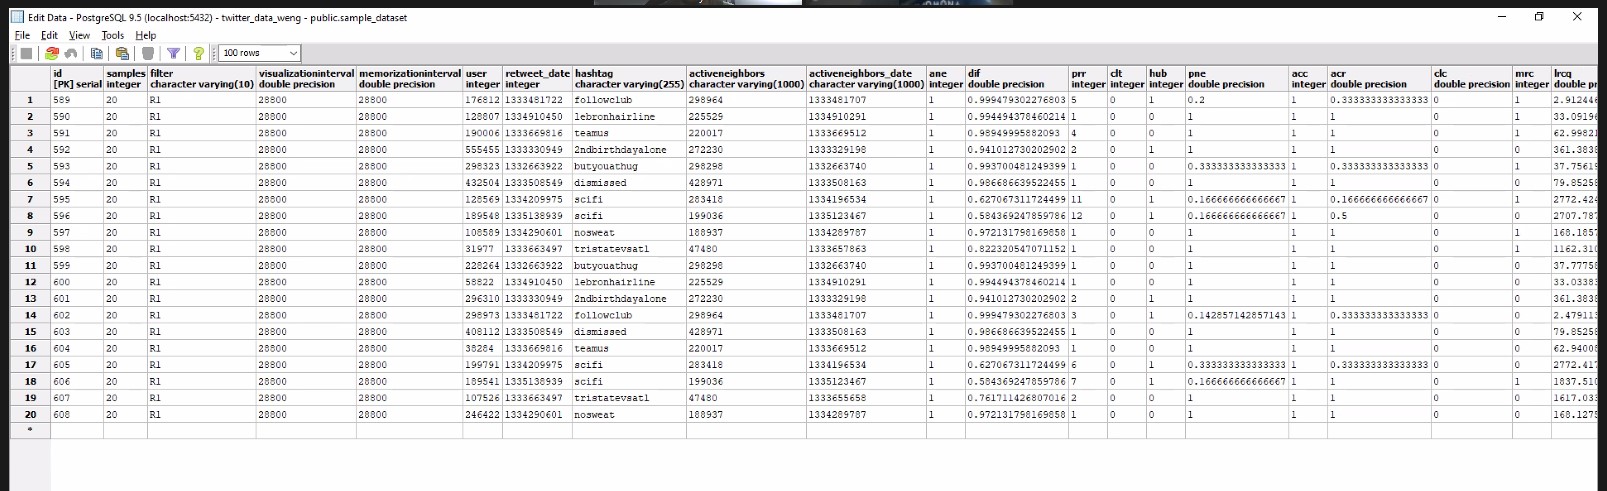 Edit Data - PostgreSQL 9.5 (localhost:5432) - twitter_data_weng - public.sample_dataset
File Edit View Tools Help
100 rows
id samples filter visualizationinterval memorizationinterval user retweet_date hashtag activeneighbors activeneighbors_date ane dif prr clt hub pne acc acr clc mrc lrcq
[PK] serial integer character varying(10) double precision double precision integer integer character varying(255) character varying(1000) character varying(1000) integer double precision integer integer integer double precision integer double precision double precision integer double pr
1 589 20 R1 28800 28800 176812 1333481722 followclub 298964 1333481707 1 0.999479302276803 5 0 1 0.2 1 0.333333333333333 0 1 2.91244
2 590 20 R1 28800 28800 128807 1334910450 lebronhairline 225529 1334910291 1 0.994494378460214 1 0 0 1 1 1 0 1 33.0919
3 591 20 R1 28800 28800 190006 1333669816 teamus 220017 1333669512 1 0.98949995882093 4 0 0 1 1 1 0 1 62.9982
4 592 20 R1 28800 28800 555455 1333330949 2ndbirthdayalone 272230 1333329198 1 0.941012730202902 2 0 1 1 1 1 0 0 361.383
5 593 20 R1 28800 28800 298323 1332663922 butyouathug 298298 1332663740 1 0.993700481249399 1 0 0 0.333333333333333 1 0.333333333333333 0 1 37.7561
6 594 20 R1 28800 28800 432504 1333508549 dismissed 428971 1333508163 1 0.986686639522455 1 0 0 1 1 1 0 0 79.8525
7 595 20 R1 28800 28800 128569 1334209975 scifi 283418 1334196534 1 0.627067311724499 11 0 1 0.166666666666667 1 0.166666666666667 0 1 2772.42
8 596 20 R1 28800 28800 189548 1335138939 scifi 199036 1335123467 1 0.584369247859786 12 0 1 0.166666666666667 1 0.5 0 1 2707.78
9 597 20 R1 28800 28800 108589 1334290601 nosweat 188937 1334289787 1 0.972131798169858 1 0 0 1 1 1 0 1 168.185
10 598 20 R1 28800 28800 31977 1333663497 tristatevsatl 47480 1333657863 1 0.822320547071152 1 0 0 1 1 1 0 1 1162.31
11 599 20 R1 28800 28800 228264 1332663922 butyouathug 298298 1332663740 1 0.993700481249399 1 0 0 1 1 1 0 0 37.7775
12 600 20 R1 28800 28800 58822 1334910450 lebronhairline 225529 1334910291 1 0.994494378460214 1 0 0 1 1 1 0 0 33.0338
13 601 20 R1 28800 28800 296310 1333330949 2ndbirthdayalone 272230 1333329198 1 0.941012730202902 2 0 1 1 1 1 0 0 361.383
14 602 20 R1 28800 28800 298973 1333481722 followclub 298964 1333481707 1 0.999479302276803 3 0 1 0.142857142857143 1 0.333333333333333 0 0 2.47911
15 603 20 R1 28800 28800 408112 1333508549 dismissed 428971 1333508163 1 0.986686639522455 1 0 0 1 1 1 0 0 79.8525
16 604 20 R1 28800 28800 38284 1333669816 teamus 220017 1333669512 1 0.98949995882093 1 0 0 1 1 1 0 0 62.9400
17 605 20 R1 28800 28800 199791 1334209975 scifi 283418 1334196534 1 0.627067311724499 6 0 1 0.333333333333333 1 0.333333333333333 0 0 2772.41
18 606 20 R1 28800 28800 189541 1335138939 scifi 199036 1335123467 1 0.584369247859786 7 0 1 0.166666666666667 1 1 0 1 1837.51
19 607 20 R1 28800 28800 107526 1333663497 tristatevsatl 47480 1333655658 1 0.761711426807016 2 0 0 1 1 1 0 0 1617.03
20 608 20 R1 28800 28800 246422 1334290601 nosweat 188937 1334289787 1 0.972131798169858 1 0 0 1 1 1 0 0 168.127
*